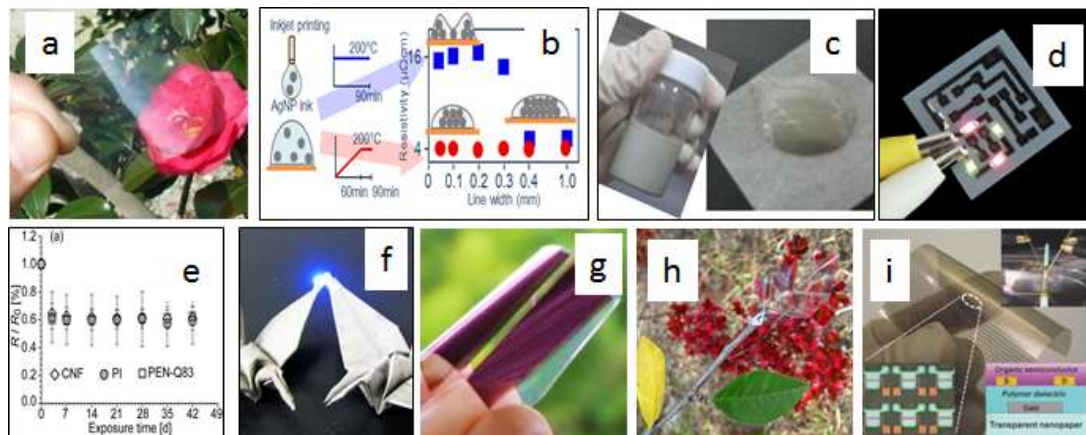 a
Inkjet printing
AgNP ink
200°C
90min
200°C
60min 90min
b
Resistivity (μΩcm)
16
4
0 0.1 0.2 0.3 0.4 1.0
Line width (mm)
c
d
(a)
e
R / R0 [%]
1.2
1.0
0.8
0.6
0.4
0.2
0.0
CNF PI PEN-Q83
0 7 14 21 28 35 42 49
Exposure time [d]
f
g
h
i
Organic semiconductor
Polymer dielectric
Gate
Transparent nanopaper